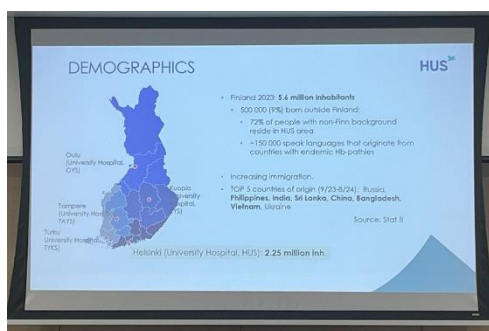 DEMOGRAPHICS
HUS
• Finland 2023: 5.6 million inhabitants
• 500 000 (9%) born outside Finland;
• 72% of people with non-Finn background
reside in HUS area
• ~150 000 speak languages that originate from
countries with endemic Hb-pathies
• Increasing immigration.
• TOP 5 countries of origin (9/23-8/24): Russia,
Philippines, India, Sri Lanka, China, Bangladesh,
Vietnam, Ukraine
Source: Stat.fi
Oulu
(University Hospital,
OYS)
Kuopio
Tampere
(University
TAYS)
Turku
University
TYKS)
Helsinki (University Hospital, HUS): 2.25 million inh.